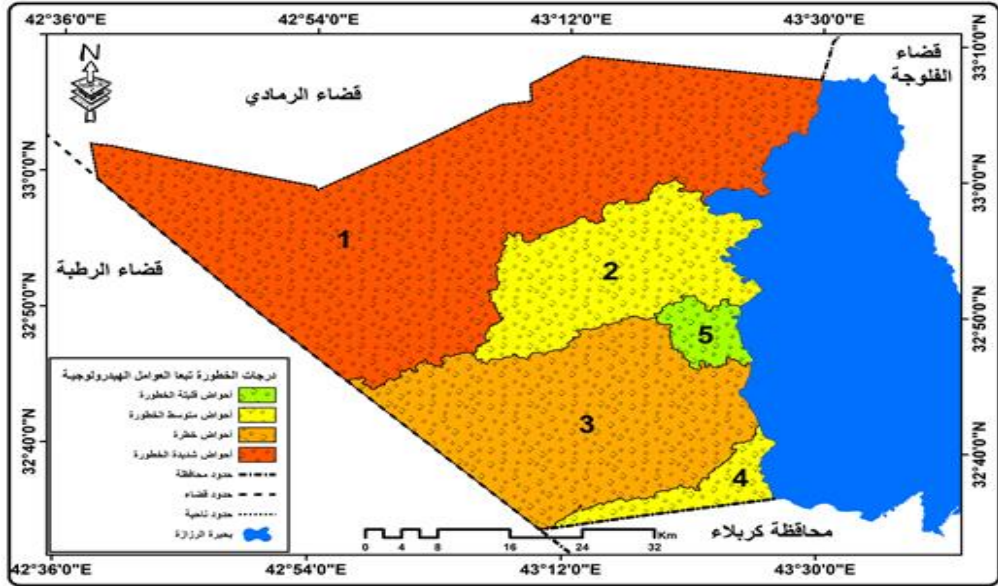 42°36'0"E 42°54'0"E 43°12'0"E 43°30'0"E
33°10'0"N
قضاء
الفلوجة
N
قضاء الرمادي
33°0'0"N 33°0'0"N
1
قضاء الرطبة
2
32°50'0"N 32°50'0"N
5
درجات الخطورة تبعا العوامل الهيدرولوجية
أحواض قليلة الخطورة
أحواض متوسط الخطورة
أحواض خطرة
أحواض شديدة الخطورة
حدود محافظة
حدود قضاء
حدود ناحية
بحيرة الرزازة
3
32°40'0"N 32°40'0"N
4
محافظة كربلاء
0 4 8 16 24 32 Km
42°36'0"E 42°54'0"E 43°12'0"E 43°30'0"E